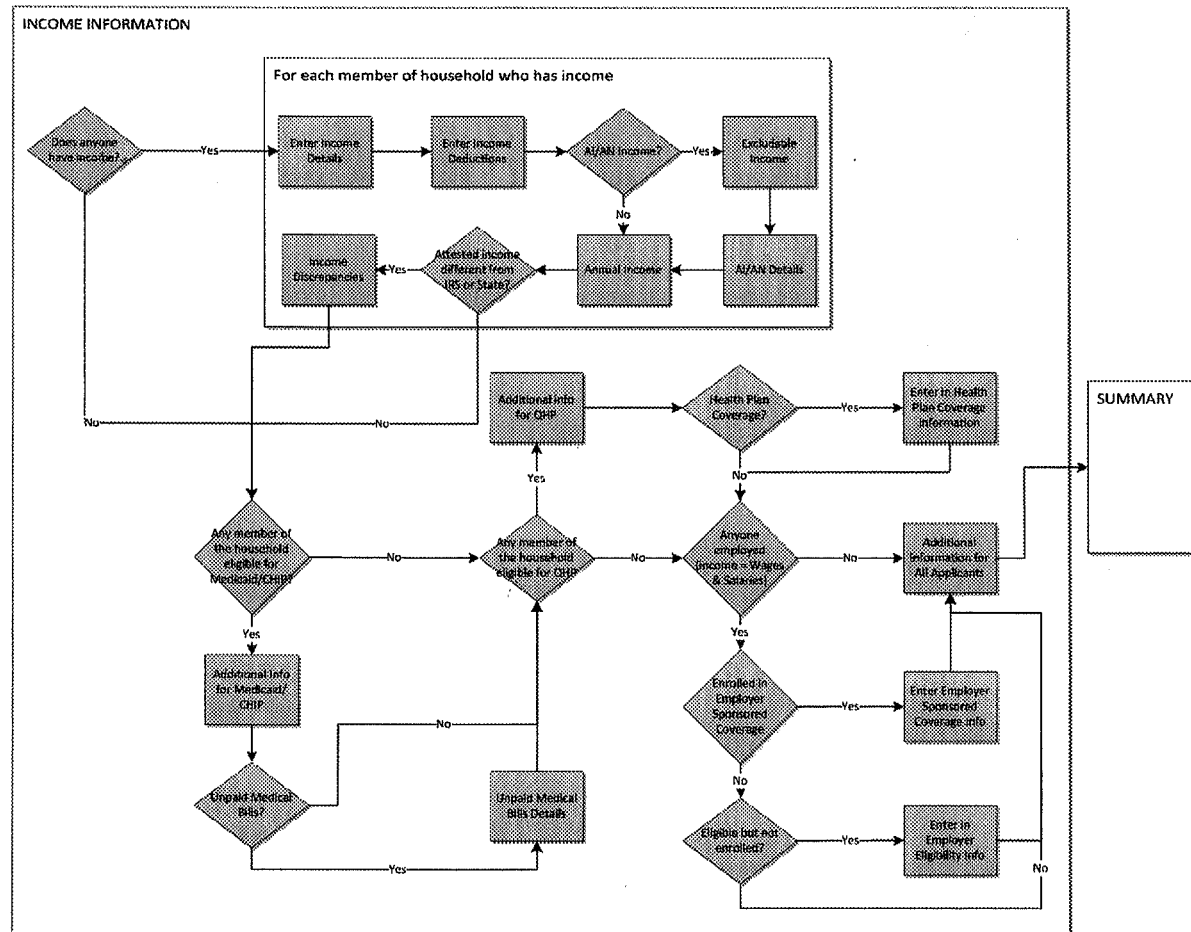 INCOME INFORMATION
For each member of household who has income
Does anyone
have income?
Yes
Enter Income
Details
Enter Income
Deductions
AI/AN Income?
Yes
Excludable
Income
No
Income
Discrepancies
Yes
Attested income
different from
IRS or State?
Annual Income
AI/AN Details
No
No
Additional info
for QHP
Health Plan
Coverage?
Yes
Enter in Health
Plan Coverage
information
SUMMARY
Yes
No
Any member of
the household
eligible for
Medicaid/CHIP?
No
Any member of
the household
eligible for QHP
No
Anyone
employed
(income = Wages
& Salaries)
No
Additional
information for
All Applicants
Yes
Yes
Additional Info
for Medicaid/
CHIP
Enrolled in
Employer
Sponsored
Coverage
Yes
Enter Employer
Sponsored
Coverage info
No
No
Unpaid Medical
Bills?
Unpaid Medical
Bills Details
Eligible but not
enrolled?
Yes
Enter in
Employer
Eligibility Info
Yes
No